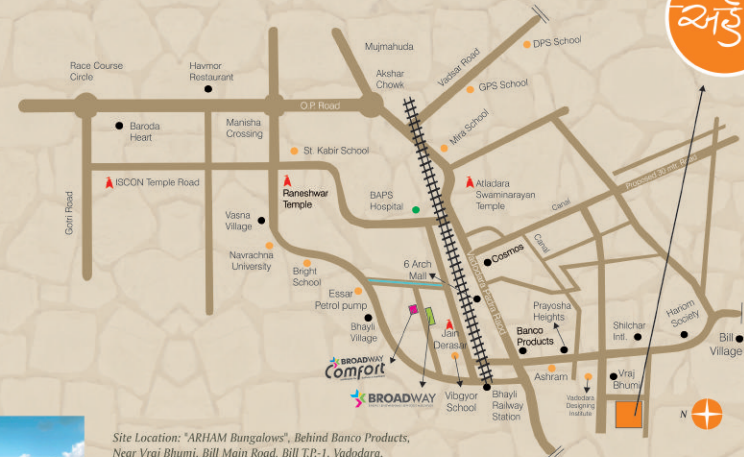 અર્હં
Mujmahuda
DPS School
Race Course
Circle
Havmor
Restaurant
Akshar
Chowk
Vadsar Road
GPS School
O.P. Road
Baroda
Heart
Manisha
Crossing
Mira School
St. Kabir School
ISCON Temple Road
Raneshwar
Temple
Atladara
Swaminarayan
Temple
Proposed 30 mtr. Road
BAPS
Hospital
Gotri Road
Vasna
Village
Canal
Canal
Navrachna
University
Bright
School
Cosmos
6 Arch
Mall
Essar
Petrol pump
Prayosha
Heights
Hariom
Society
Bhayli
Village
Jain
Derasar
Banco
Products
Shilchar
Intl.
Bill
Village
BROADWAY
Comfort
Ashram
Vraj
Bhumi
BROADWAY
Vibgyor
School
Bhayli
Railway
Station
Vadodara
Designing
Institute
N
Site Location: "ARHAM Bungalows", Behind Banco Products,
Near Vraj Bhumi, Bill Main Road, Bill T.P.-1, Vadodara.